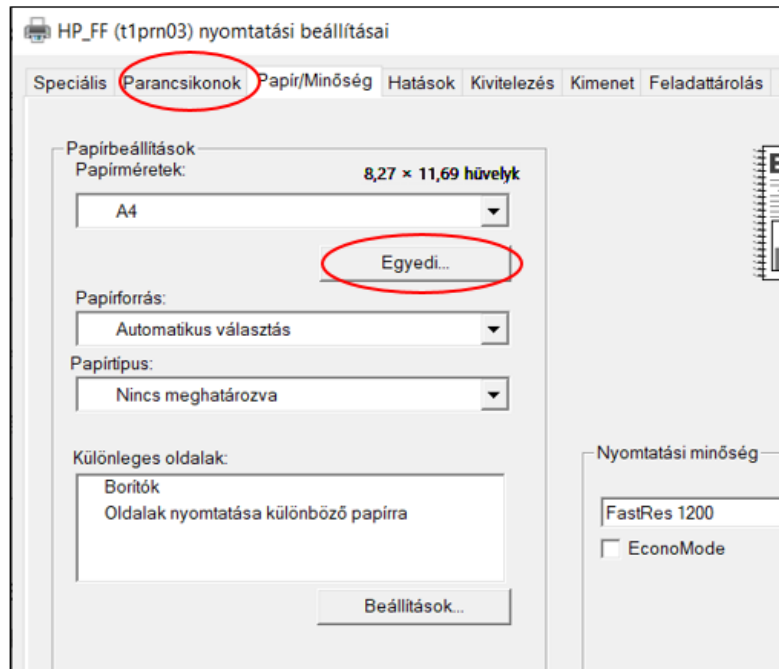 HP_FF (t1prn03) nyomtatási beállításai
Speciális Parancsikonok Papír/Minőség Hatások Kivitelezés Kimenet Feladattárolás
Papírbeállítások
Papírméretek: 8,27 × 11,69 hüvelyk
A4
Egyedi...
Papírforrás:
Automatikus választás
Papírtípus:
Nincs meghatározva
Különleges oldalak:
Borítók
Oldalak nyomtatása különböző papírra
Beállítások...
Nyomtatási minőség
FastRes 1200
EconoMode